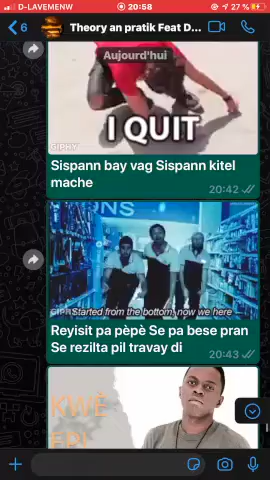 D-LAVEMENW
20:58
27 %
6
Theory an pratik Feat D...
Aujourd'hui
I QUIT
GIPHY
Sispann bay vag Sispann kitel
mache
20:42
ONS
Started from the bottom, now we here
Reyisit pa pèpè Se pa bese pran
Se rezilta pil travay di
20:43
KWÈ